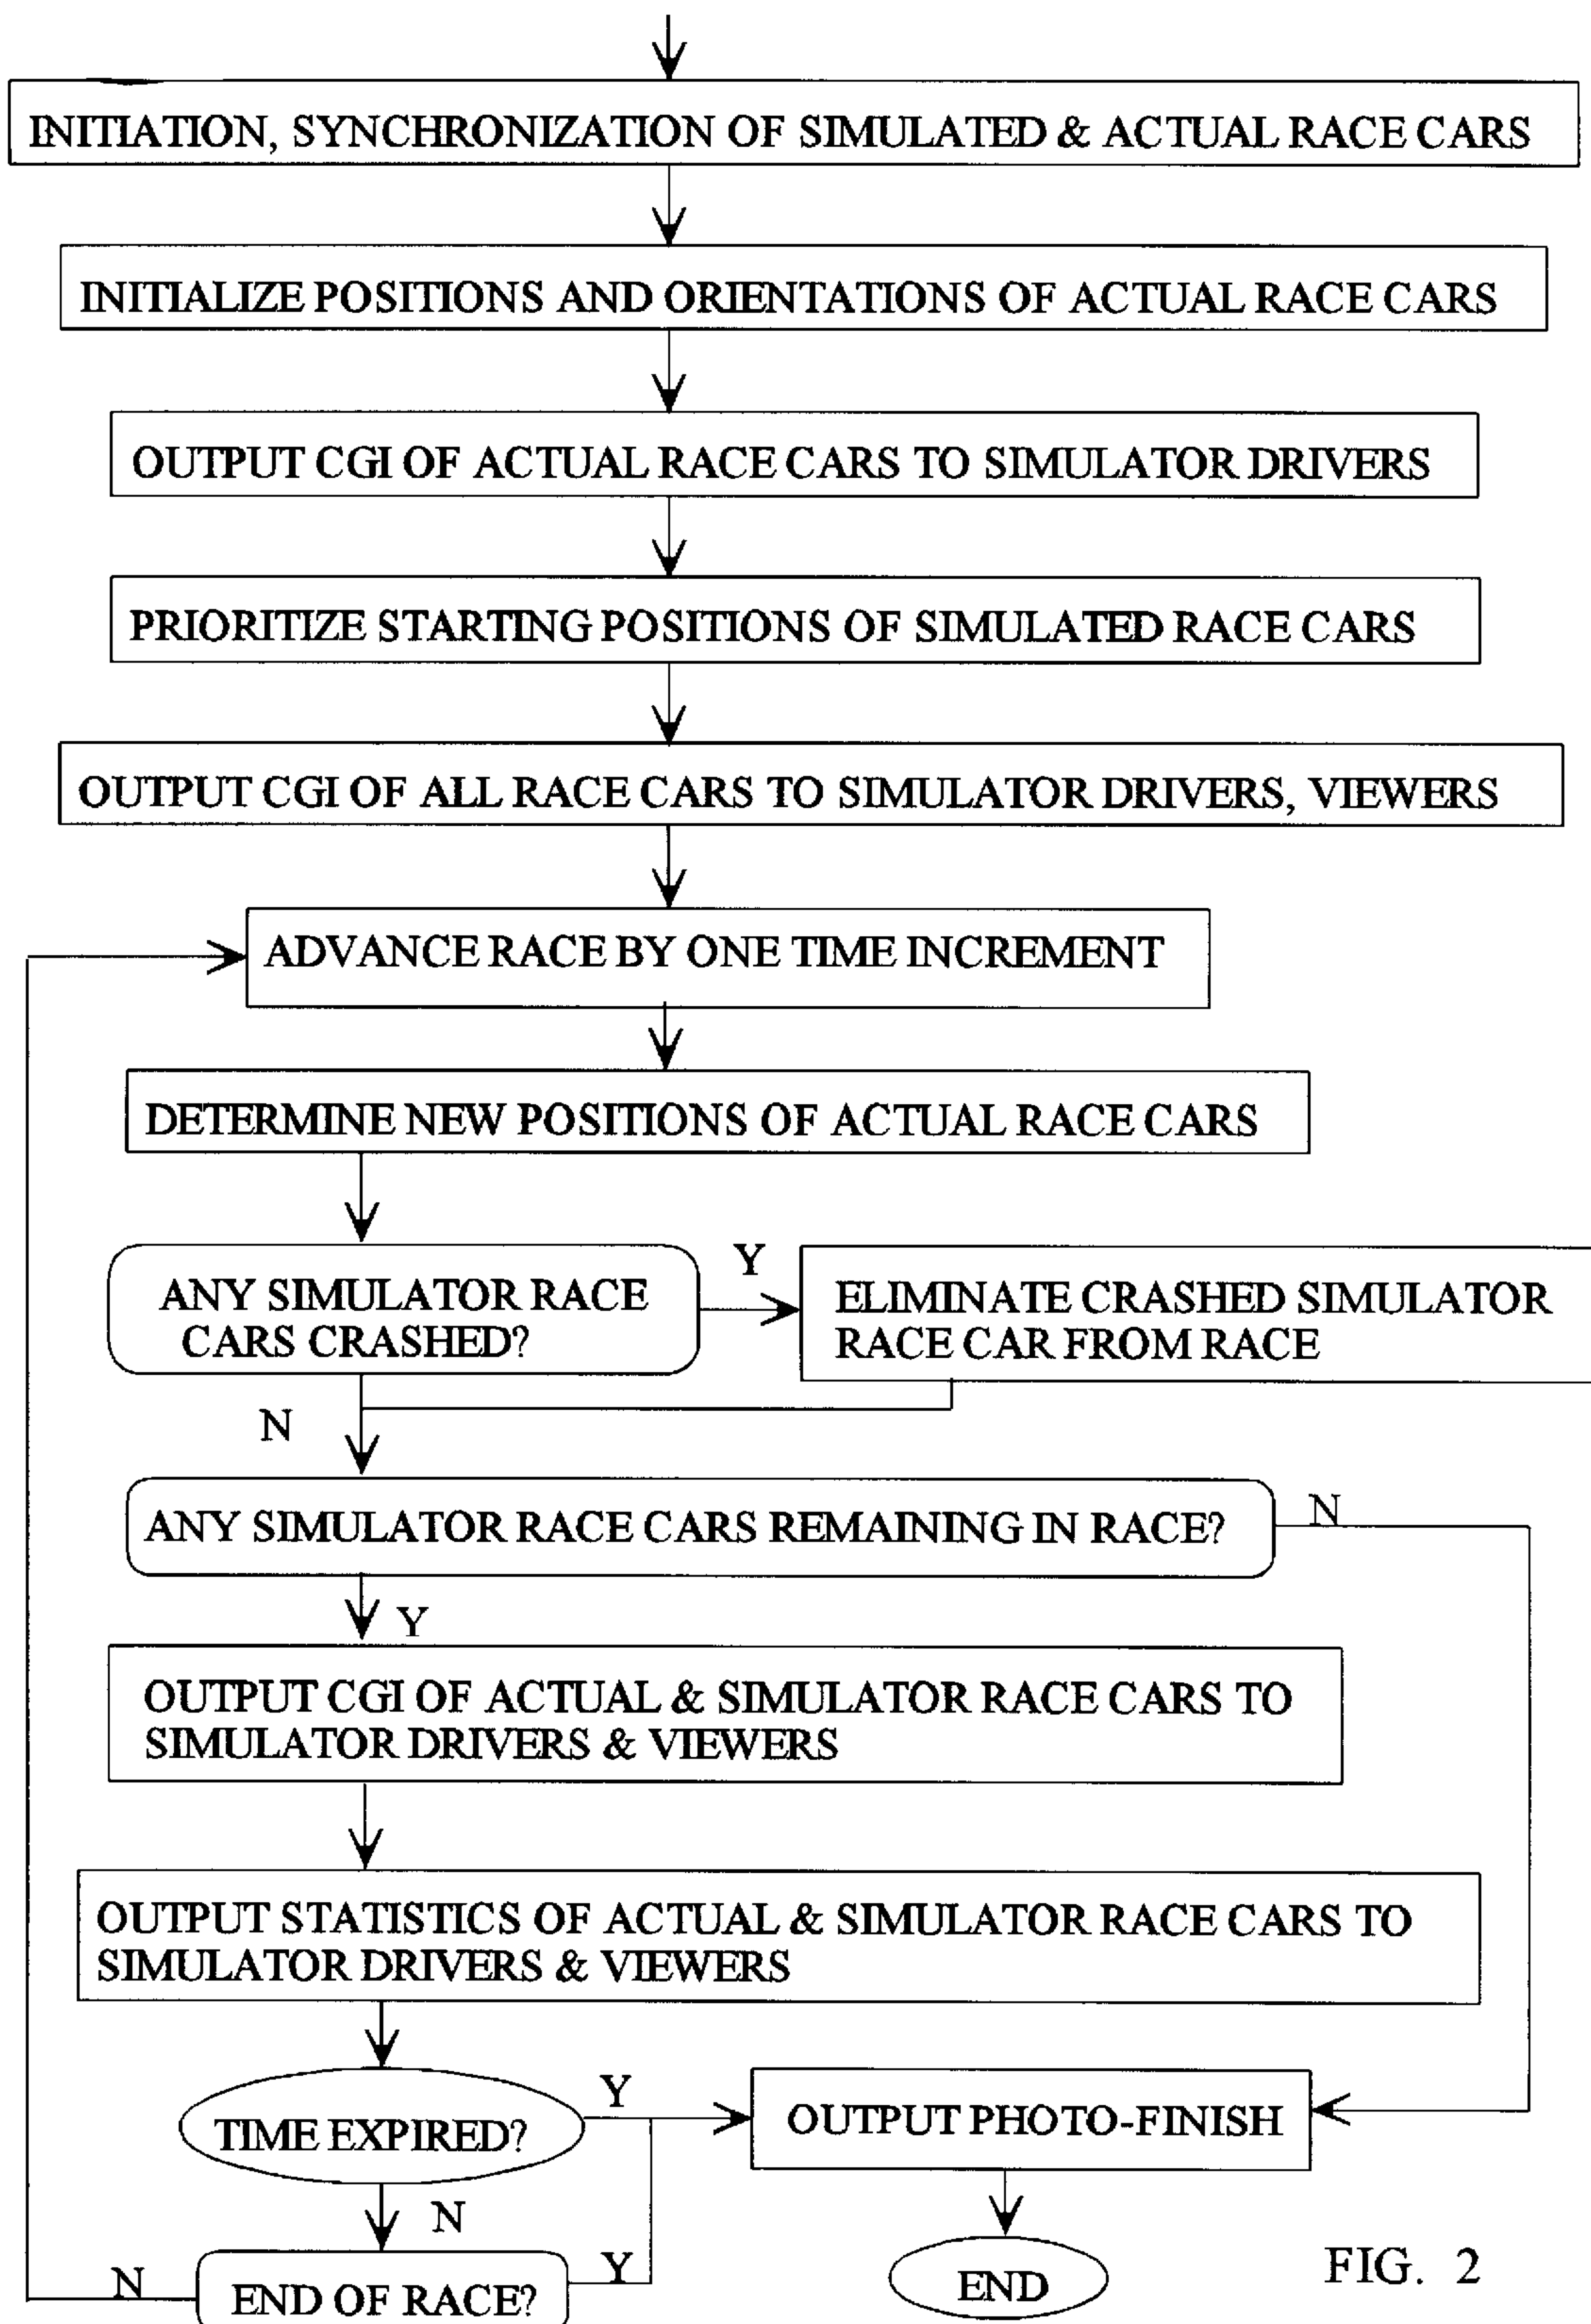 INITIATION, SYNCHRONIZATION OF SIMULATED & ACTUAL RACE CARS
INITIALIZE POSITIONS AND ORIENTATIONS OF ACTUAL RACE CARS
OUTPUT CGI OF ACTUAL RACE CARS TO SIMULATOR DRIVERS
PRIORITIZE STARTING POSITIONS OF SIMULATED RACE CARS
OUTPUT CGI OF ALL RACE CARS TO SIMULATOR DRIVERS, VIEWERS
ADVANCE RACE BY ONE TIME INCREMENT
DETERMINE NEW POSITIONS OF ACTUAL RACE CARS
ANY SIMULATOR RACE
CARS CRASHED?
Y
ELIMINATE CRASHED SIMULATOR
RACE CAR FROM RACE
N
ANY SIMULATOR RACE CARS REMAINING IN RACE?
N
Y
OUTPUT CGI OF ACTUAL & SIMULATOR RACE CARS TO
SIMULATOR DRIVERS & VIEWERS
OUTPUT STATISTICS OF ACTUAL & SIMULATOR RACE CARS TO
SIMULATOR DRIVERS & VIEWERS
TIME EXPIRED?
Y
OUTPUT PHOTO-FINISH
N
N
END OF RACE?
Y
END
FIG. 2